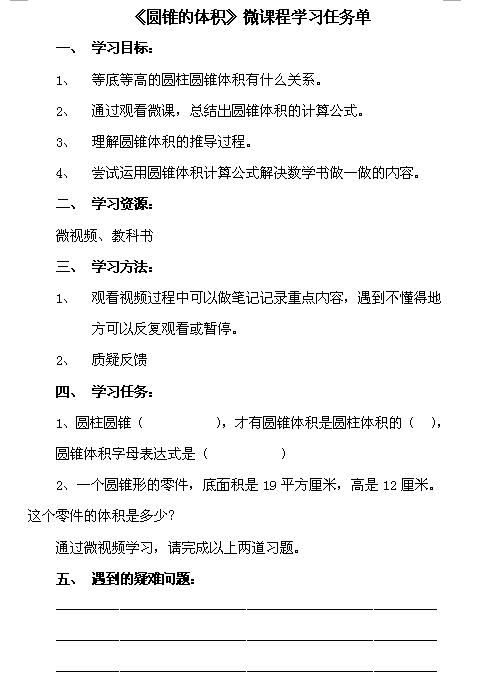 《圆锥的体积》微课程学习任务单
一、 学习目标：
1、 等底等高的圆柱圆锥体积有什么关系。
2、 通过观看微课，总结出圆锥体积的计算公式。
3、 理解圆锥体积的推导过程。
4、 尝试运用圆锥体积计算公式解决数学书做一做的内容。
二、 学习资源：
微视频、教科书
三、 学习方法：
1、 观看视频过程中可以做笔记记录重点内容，遇到不懂得地
方可以反复观看或暂停。
2、 质疑反馈
四、 学习任务：
1、圆柱圆锥（          ），才有圆锥体积是圆柱体积的（  ），
圆锥体积字母表达式是（          ）
2、一个圆锥形的零件，底面积是 19 平方厘米，高是 12 厘米。
这个零件的体积是多少？
通过微视频学习，请完成以上两道习题。
五、 遇到的疑难问题：